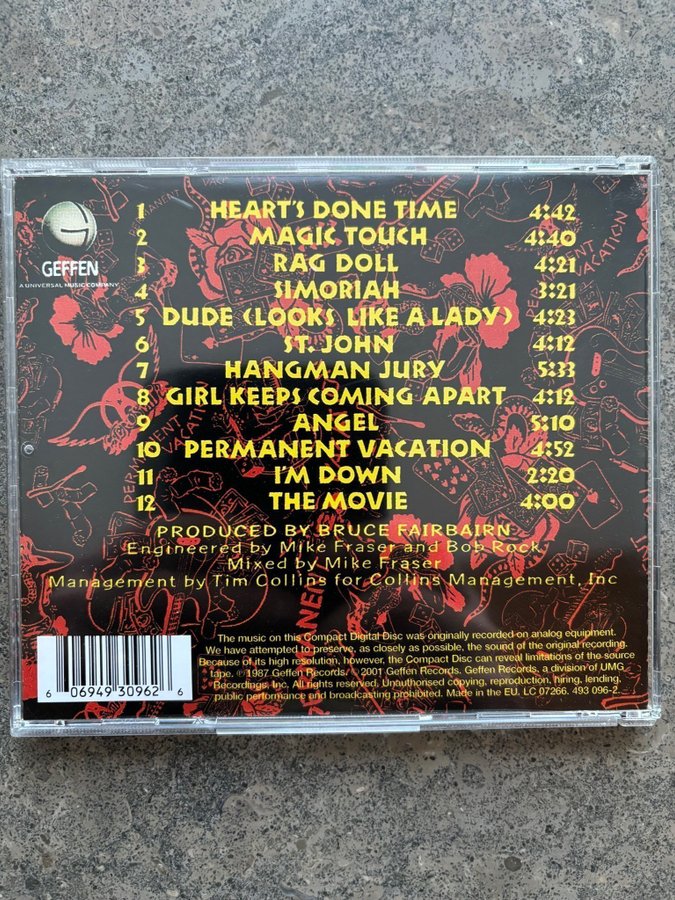 GEFFEN
A UNIVERSAL MUSIC COMPANY
1 HEART'S DONE TIME 4:42
2 MAGIC TOUCH 4:40
3 RAG DOLL 4:21
4 SIMORIAH 3:21
5 DUDE (LOOKS LIKE A LADY) 4:23
6 ST. JOHN 4:12
7 HANGMAN JURY 5:33
8 GIRL KEEPS COMING APART 4:12
9 ANGEL 5:10
10 PERMANENT VACATION 4:52
11 I'M DOWN 2:20
12 THE MOVIE 4:00
PRODUCED BY BRUCE FAIRBAIRN
Engineered by Mike Fraser and Bob Rock
Mixed by Mike Fraser
Management by Tim Collins for Collins Management, Inc
The music on this Compact Digital Disc was originally recorded on analog equipment.
We have attempted to preserve, as closely as possible, the sound of the original recording.
Because of its high resolution, however, the Compact Disc can reveal limitations of the source
tape. ℗ 1987 Geffen Records. © 2001 Geffen Records. Geffen Records, a division of UMG
Recordings, Inc. All rights reserved. Unauthorised copying, reproduction, hiring, lending,
public performance and broadcasting prohibited. Made in the EU. LC 07266. 493 096-2.
6 06949 30962 6
PERMANENT VACATION